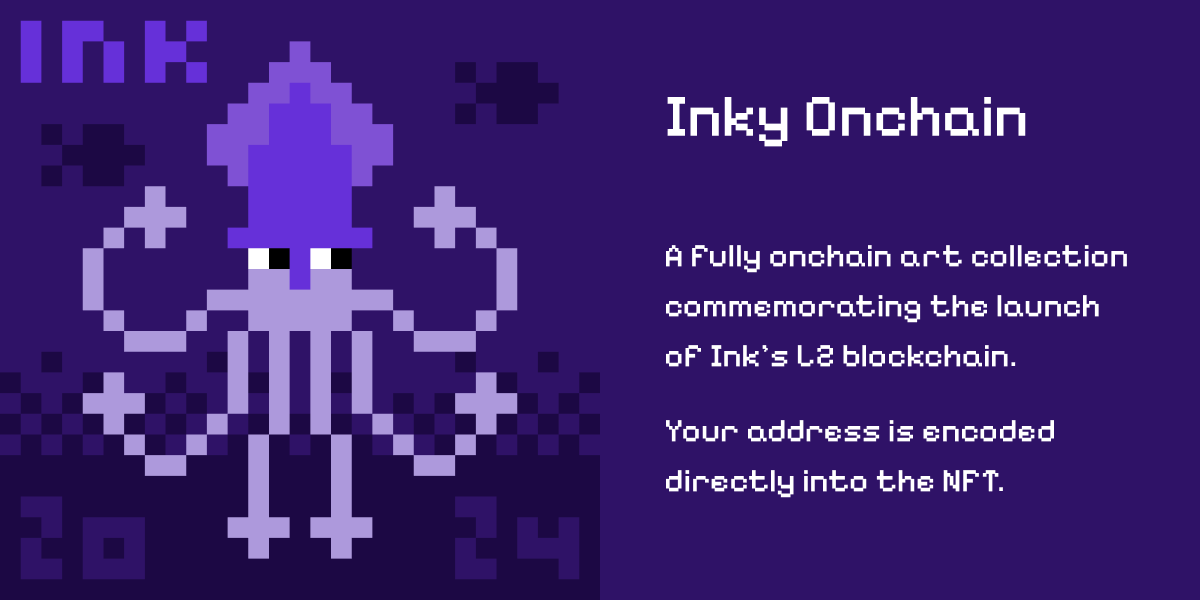 INK
Inky Onchain
A fully onchain art collection
commemorating the launch
of Ink's L2 blockchain.
Your address is encoded
directly into the NFT.
20 24